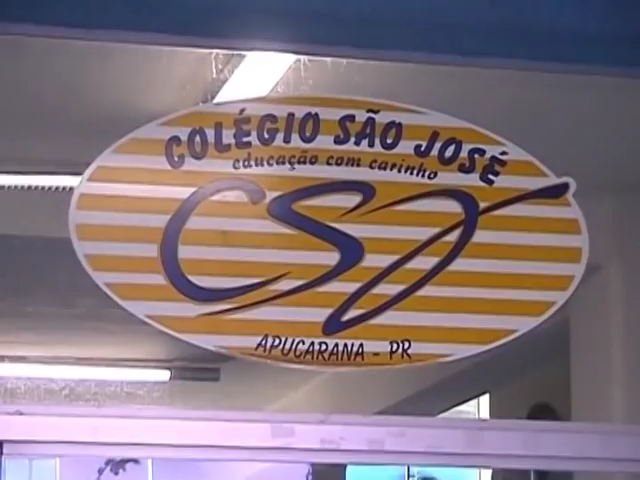 COLÉGIO SÃO JOSÉ
educação com carinho
CSJ
APUCARANA - PR